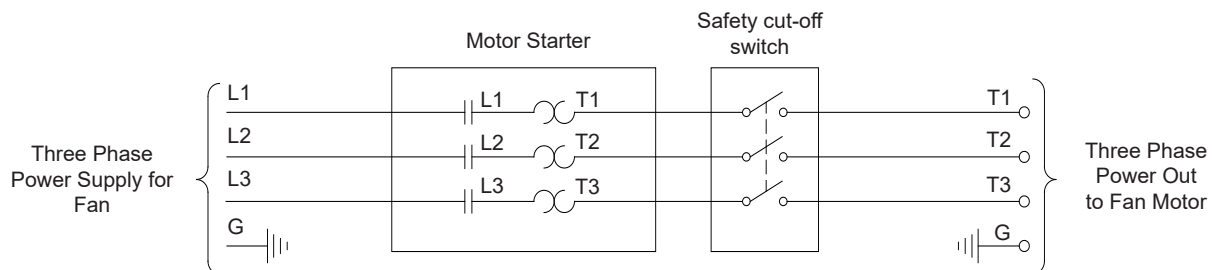 Motor Starter
Safety cut-off
switch
Three Phase
Power Supply for
Fan
L1
L2
L3
G
L1 T1
L2 T2
L3 T3
T1
T2
T3
G
Three Phase
Power Out
to Fan Motor